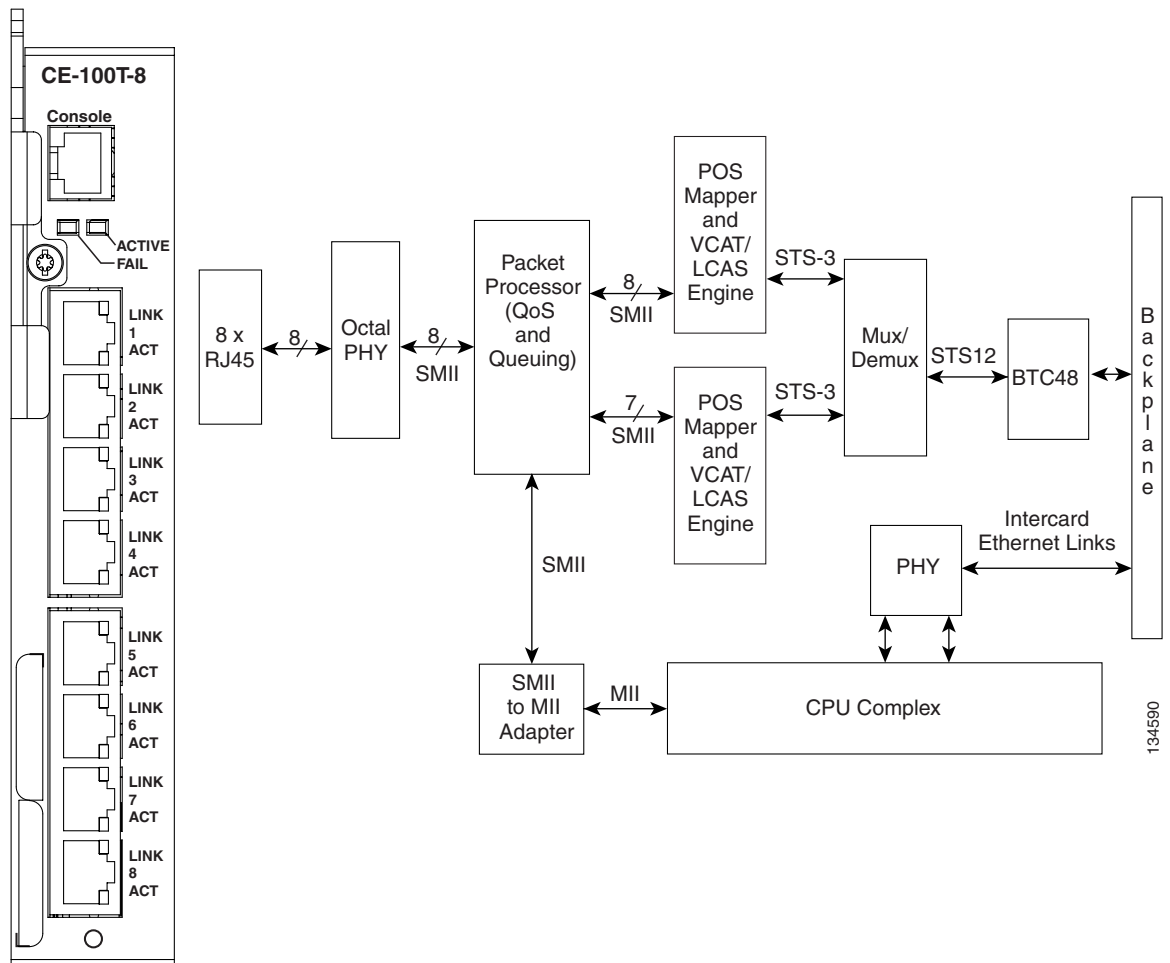 CE-100T-8
Console
ACTIVE
FAIL
LINK
1
ACT
LINK
2
ACT
LINK
3
ACT
LINK
4
ACT
LINK
5
ACT
LINK
6
ACT
LINK
7
ACT
LINK
8
ACT
8 x
RJ45
8
Octal
PHY
8
SMII
Packet
Processor
(QoS
and
Queuing)
8
SMII
7
SMII
POS
Mapper
and
VCAT/
LCAS
Engine
POS
Mapper
and
VCAT/
LCAS
Engine
STS-3
STS-3
Mux/
Demux
STS12
BTC48
Backplane
Intercard
Ethernet Links
PHY
SMII
SMII
to MII
Adapter
MII
CPU Complex
134590